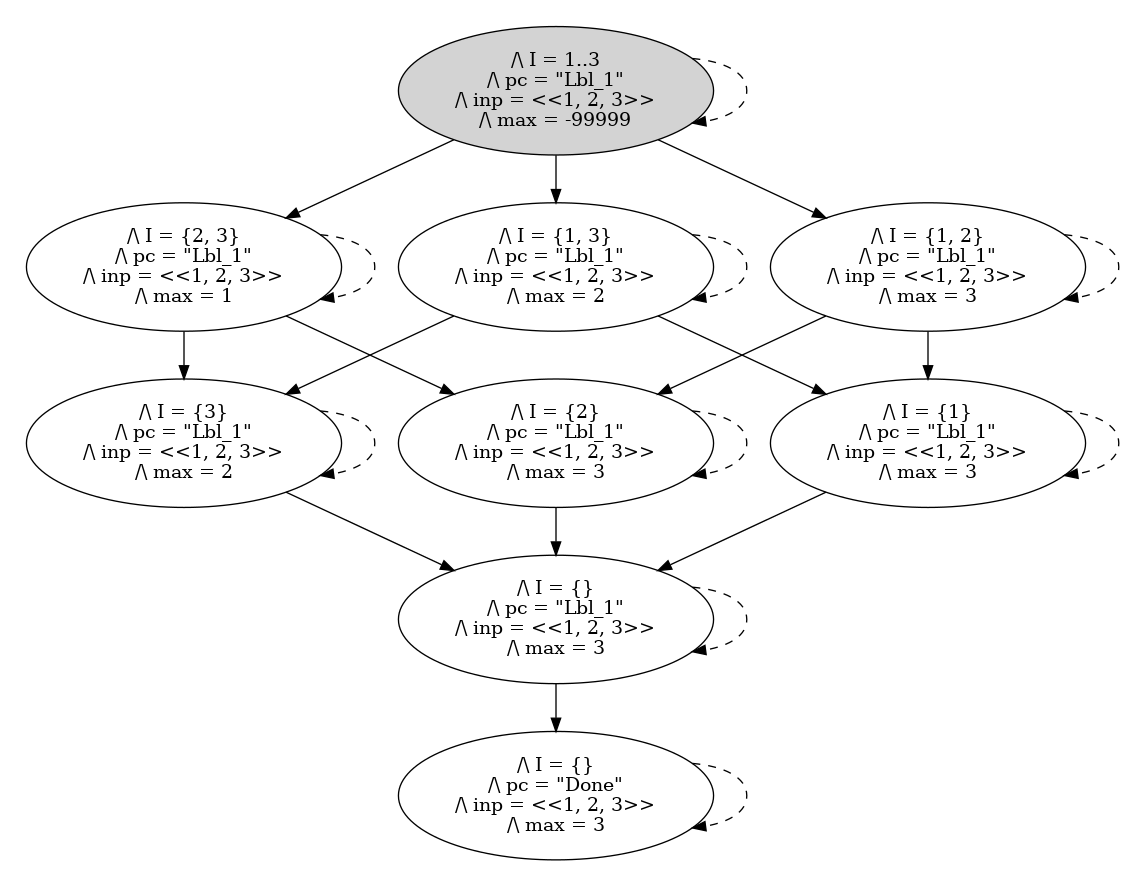 /\ I = 1..3
/\ pc = "Lbl_1"
/\ inp = <<1, 2, 3>>
/\ max = -99999
/\ I = {2, 3}
/\ pc = "Lbl_1"
/\ inp = <<1, 2, 3>>
/\ max = 1
/\ I = {1, 3}
/\ pc = "Lbl_1"
/\ inp = <<1, 2, 3>>
/\ max = 2
/\ I = {1, 2}
/\ pc = "Lbl_1"
/\ inp = <<1, 2, 3>>
/\ max = 3
/\ I = {3}
/\ pc = "Lbl_1"
/\ inp = <<1, 2, 3>>
/\ max = 2
/\ I = {2}
/\ pc = "Lbl_1"
/\ inp = <<1, 2, 3>>
/\ max = 3
/\ I = {1}
/\ pc = "Lbl_1"
/\ inp = <<1, 2, 3>>
/\ max = 3
/\ I = {}
/\ pc = "Lbl_1"
/\ inp = <<1, 2, 3>>
/\ max = 3
/\ I = {}
/\ pc = "Done"
/\ inp = <<1, 2, 3>>
/\ max = 3